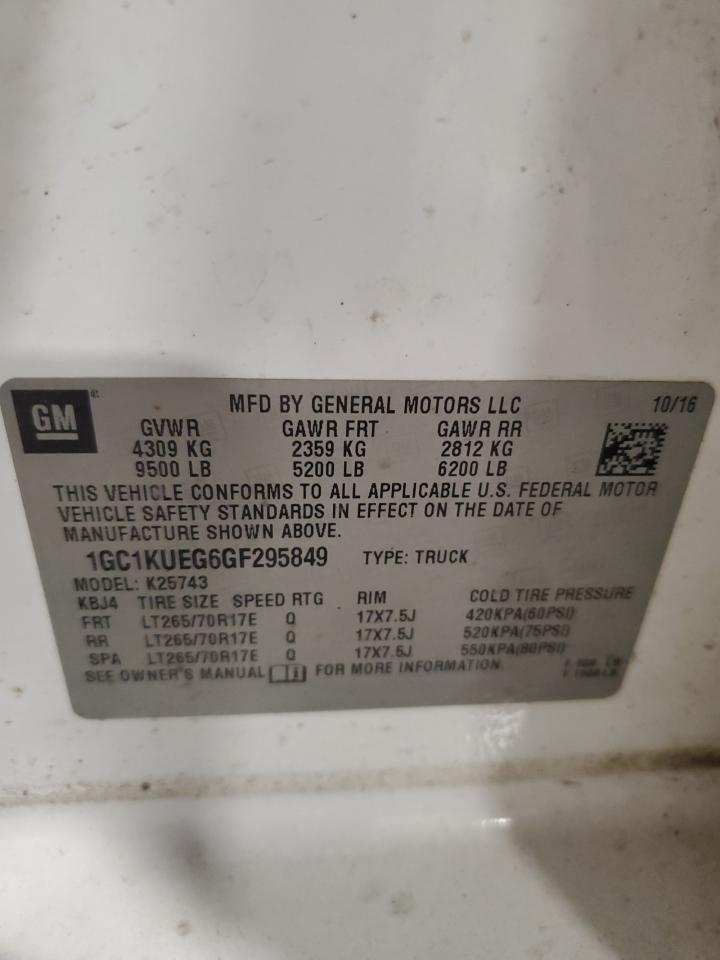 GM ®
MFD BY GENERAL MOTORS LLC 10/16
GVWR GAWR FRT GAWR RR
4309 KG 2359 KG 2812 KG
9500 LB 5200 LB 6200 LB
THIS VEHICLE CONFORMS TO ALL APPLICABLE U.S. FEDERAL MOTOR
VEHICLE SAFETY STANDARDS IN EFFECT ON THE DATE OF
MANUFACTURE SHOWN ABOVE.
1GC1KUEG6GF295849 TYPE: TRUCK
MODEL: K25743
KBJ4 TIRE SIZE SPEED RTG RIM COLD TIRE PRESSURE
FRT LT265/70R17E Q 17X7.5J 420KPA(60PSI)
RR LT265/70R17E Q 17X7.5J 520KPA(75PSI)
SPA LT265/70R17E Q 17X7.5J 550KPA(80PSI)
SEE OWNER'S MANUAL FOR MORE INFORMATION